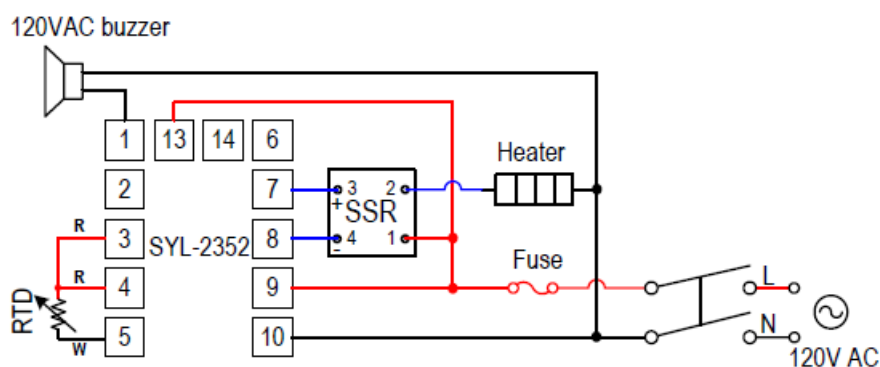 120VAC buzzer
1 13 14 6
Heater
2 7 3 2
+ SSR
R 3 SYL-2352 8 4 1
-
Fuse
R 4 9 L
RTD
W 5 10 N
120V AC